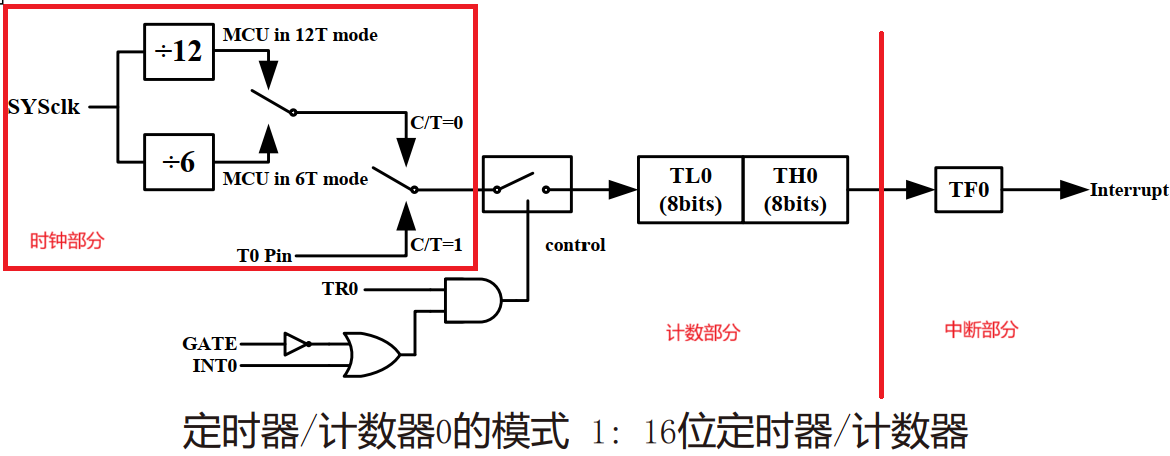 ÷12
MCU in 12T mode
SYSclk
C/T=0
÷6
MCU in 6T mode
时钟部分
T0 Pin
C/T=1
TL0
(8bits)
TH0
(8bits)
TF0
Interrupt
control
TR0
GATE
INT0
计数部分
中断部分
定时器/计数器0的模式 1: 16位定时器/计数器